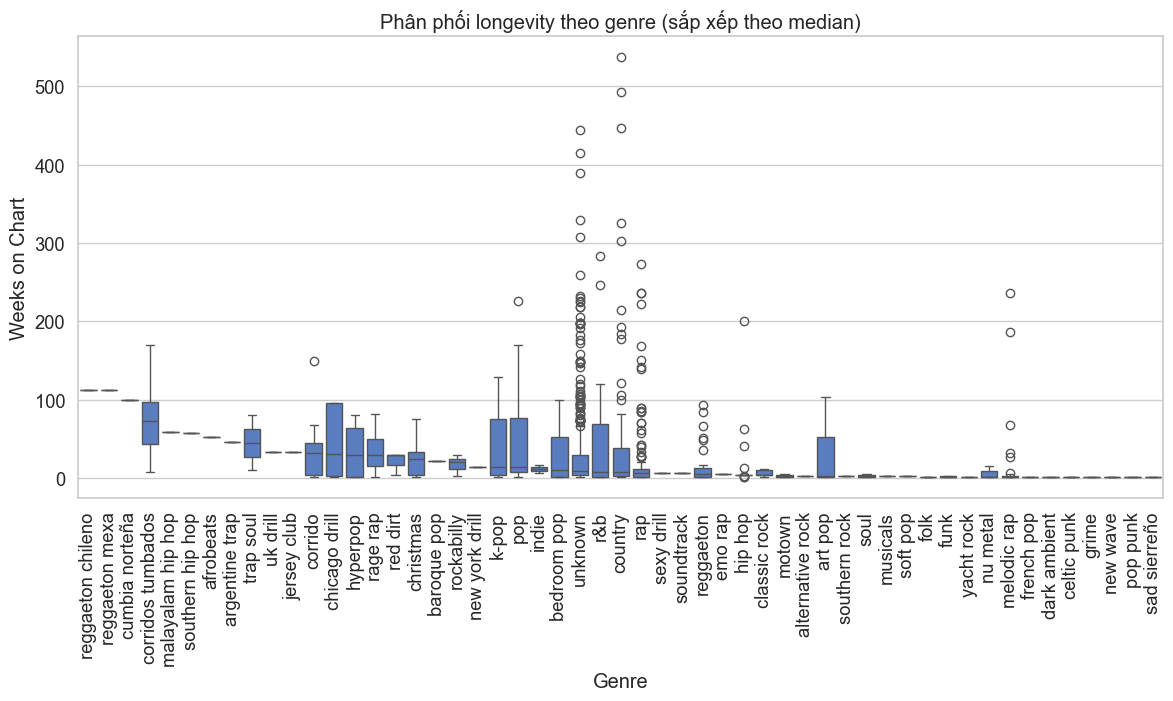 Phân phối longevity theo genre (sắp xếp theo median)
Weeks on Chart
500
400
300
200
100
0
reggaeton chileno
reggaeton mexa
cumbia norteña
corridos tumbados
malayalam hip hop
southern hip hop
afrobeats
argentine trap
trap soul
uk drill
jersey club
corrido
chicago drill
hyperpop
rage rap
red dirt
christmas
baroque pop
rockabilly
new york drill
k-pop
pop
indie
bedroom pop
unknown
r&b
country
rap
sexy drill
soundtrack
reggaeton
emo rap
hip hop
classic rock
motown
alternative rock
art pop
southern rock
soul
musicals
soft pop
folk
funk
yacht rock
nu metal
melodic rap
french pop
dark ambient
celtic punk
grime
new wave
pop punk
sad sierreño
Genre